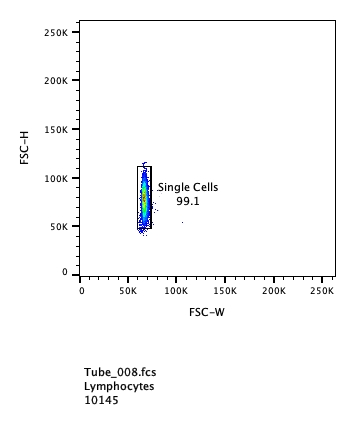 250K
200K
150K
100K
50K
0
FSC-H
Single Cells
99.1
0 50K 100K 150K 200K 250K
FSC-W
Tube_008.fcs
Lymphocytes
10145